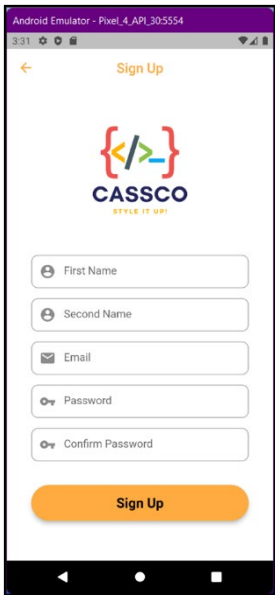 Android Emulator - Pixel_4_API_30:5554
3:31
Sign Up
{</>_}
CASSCO
STYLE IT UP!
First Name
Second Name
Email
Password
Confirm Password
Sign Up